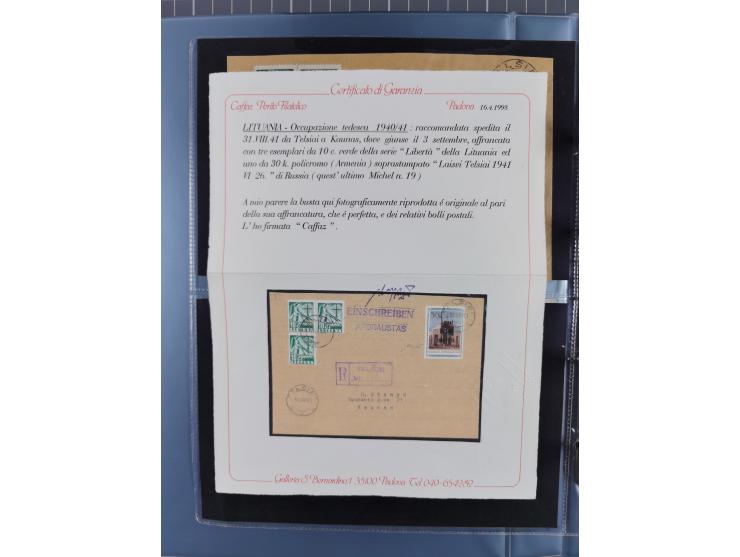 Certificato di Garanzia
Caffaz Perito Filatelico Padova 16.4.1998
LITUANIA - Occupazione tedesca 1940/41 : raccomandata spedita il
31.VIII.41 da Telsiai a Kaunas, dove giunse il 3 settembre, affrancata
con tre esemplari da 10 c. verde della serie “ Libertà ” della Lituania ed
uno da 30 k. policromo ( Armenia ) soprastampato “ Laisvi Telsiai 1941
VI 26. ” di Russia ( quest' ultimo Michel n. 19 )
A mio parere la busta qui fotograficamente riprodotta é originale al pari
della sua affrancatura, che é perfetta, e dei relativi bolli postali.
L' ho firmata “ Caffaz ” .
EINSCHREIBEN
APDRAUSTAS
R
Kaunas
Galleria S. Bernardino, 1 35100 Padova Tel. 049-654350